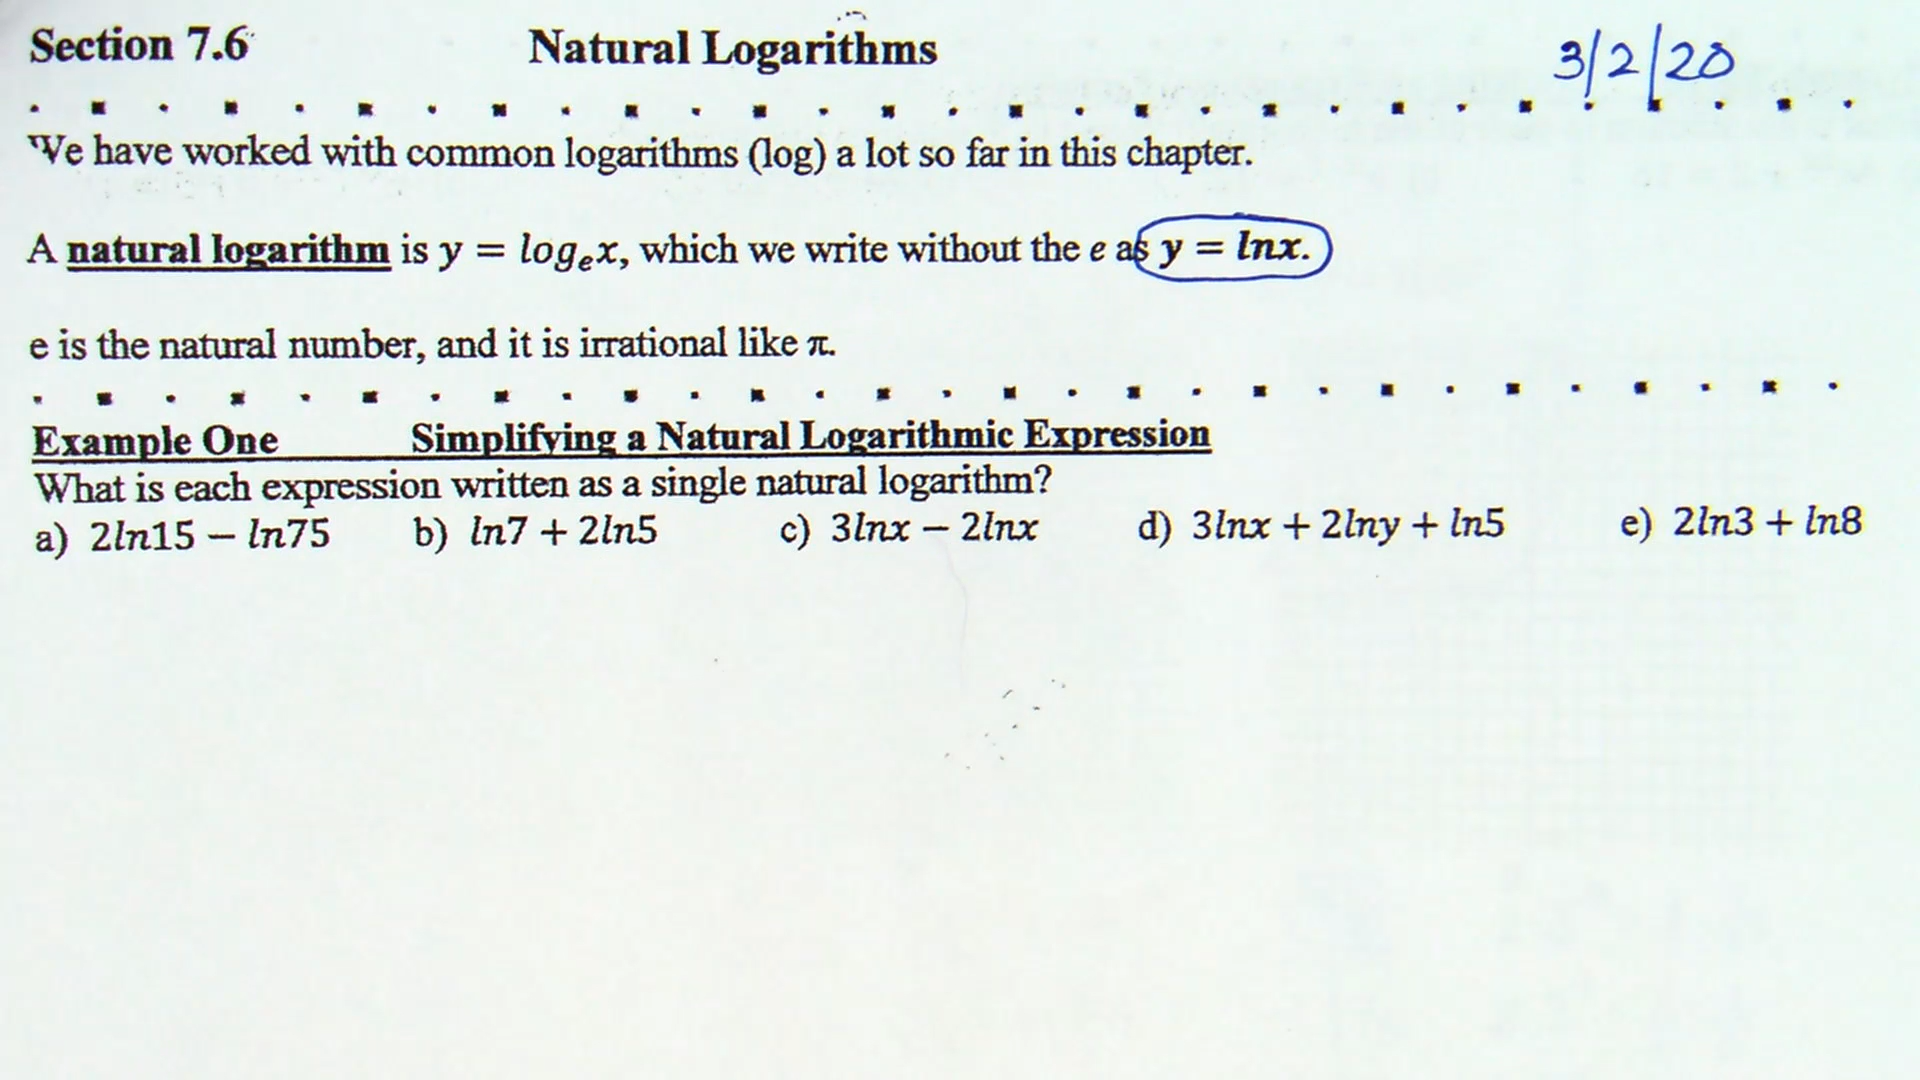 Section 7.6 Natural Logarithms 3/2/20
We have worked with common logarithms (log) a lot so far in this chapter.
A natural logarithm is y = logₑx, which we write without the e as y = lnx.
e is the natural number, and it is irrational like π.
Example One Simplifying a Natural Logarithmic Expression
What is each expression written as a single natural logarithm?
a) 2ln15 − ln75 b) ln7 + 2ln5 c) 3lnx − 2lnx d) 3lnx + 2lny + ln5 e) 2ln3 + ln8